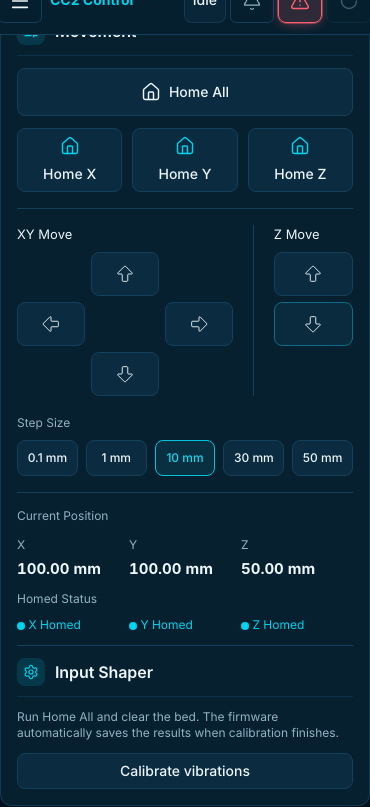 CC2 Control
Idle
Movement
Home All
Home X Home Y Home Z
XY Move Z Move
Step Size
0.1 mm 1 mm 10 mm 30 mm 50 mm
Current Position
X Y Z
100.00 mm 100.00 mm 50.00 mm
Homed Status
X Homed Y Homed Z Homed
Input Shaper
Run Home All and clear the bed. The firmware
automatically saves the results when calibration finishes.
Calibrate vibrations